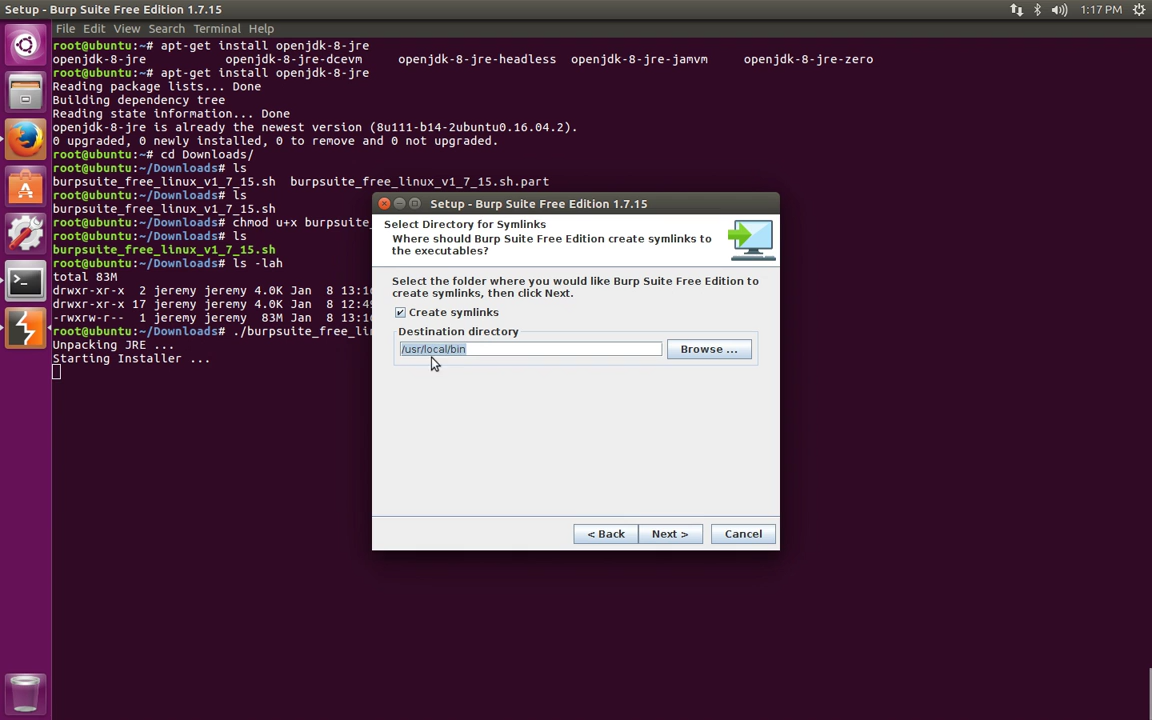 Setup - Burp Suite Free Edition 1.7.15
1:17 PM
File Edit View Search Terminal Help
root@ubuntu:~# apt-get install openjdk-8-jre
openjdk-8-jre openjdk-8-jre-dcevm openjdk-8-jre-headless openjdk-8-jre-jamvm openjdk-8-jre-zero
root@ubuntu:~# apt-get install openjdk-8-jre
Reading package lists... Done
Building dependency tree
Reading state information... Done
openjdk-8-jre is already the newest version (8u111-b14-2ubuntu0.16.04.2).
0 upgraded, 0 newly installed, 0 to remove and 0 not upgraded.
root@ubuntu:~# cd Downloads/
root@ubuntu:~/Downloads# ls
burpsuite_free_linux_v1_7_15.sh burpsuite_free_linux_v1_7_15.sh.part
root@ubuntu:~/Downloads# ls
burpsuite_free_linux_v1_7_15.sh
root@ubuntu:~/Downloads# chmod u+x burpsuite_
root@ubuntu:~/Downloads# ls
burpsuite_free_linux_v1_7_15.sh
root@ubuntu:~/Downloads# ls -lah
total 83M
drwxr-xr-x 2 jeremy jeremy 4.0K Jan 8 13:1
drwxr-xr-x 17 jeremy jeremy 4.0K Jan 8 12:4
-rwxrw-r-- 1 jeremy jeremy 83M Jan 8 13:1
root@ubuntu:~/Downloads# ./burpsuite_free_li
Unpacking JRE ...
Starting Installer ...
Setup - Burp Suite Free Edition 1.7.15
Select Directory for Symlinks
Where should Burp Suite Free Edition create symlinks to
the executables?
Select the folder where you would like Burp Suite Free Edition to
create symlinks, then click Next.
Create symlinks
Destination directory
/usr/local/bin
Browse ...
< Back
Next >
Cancel